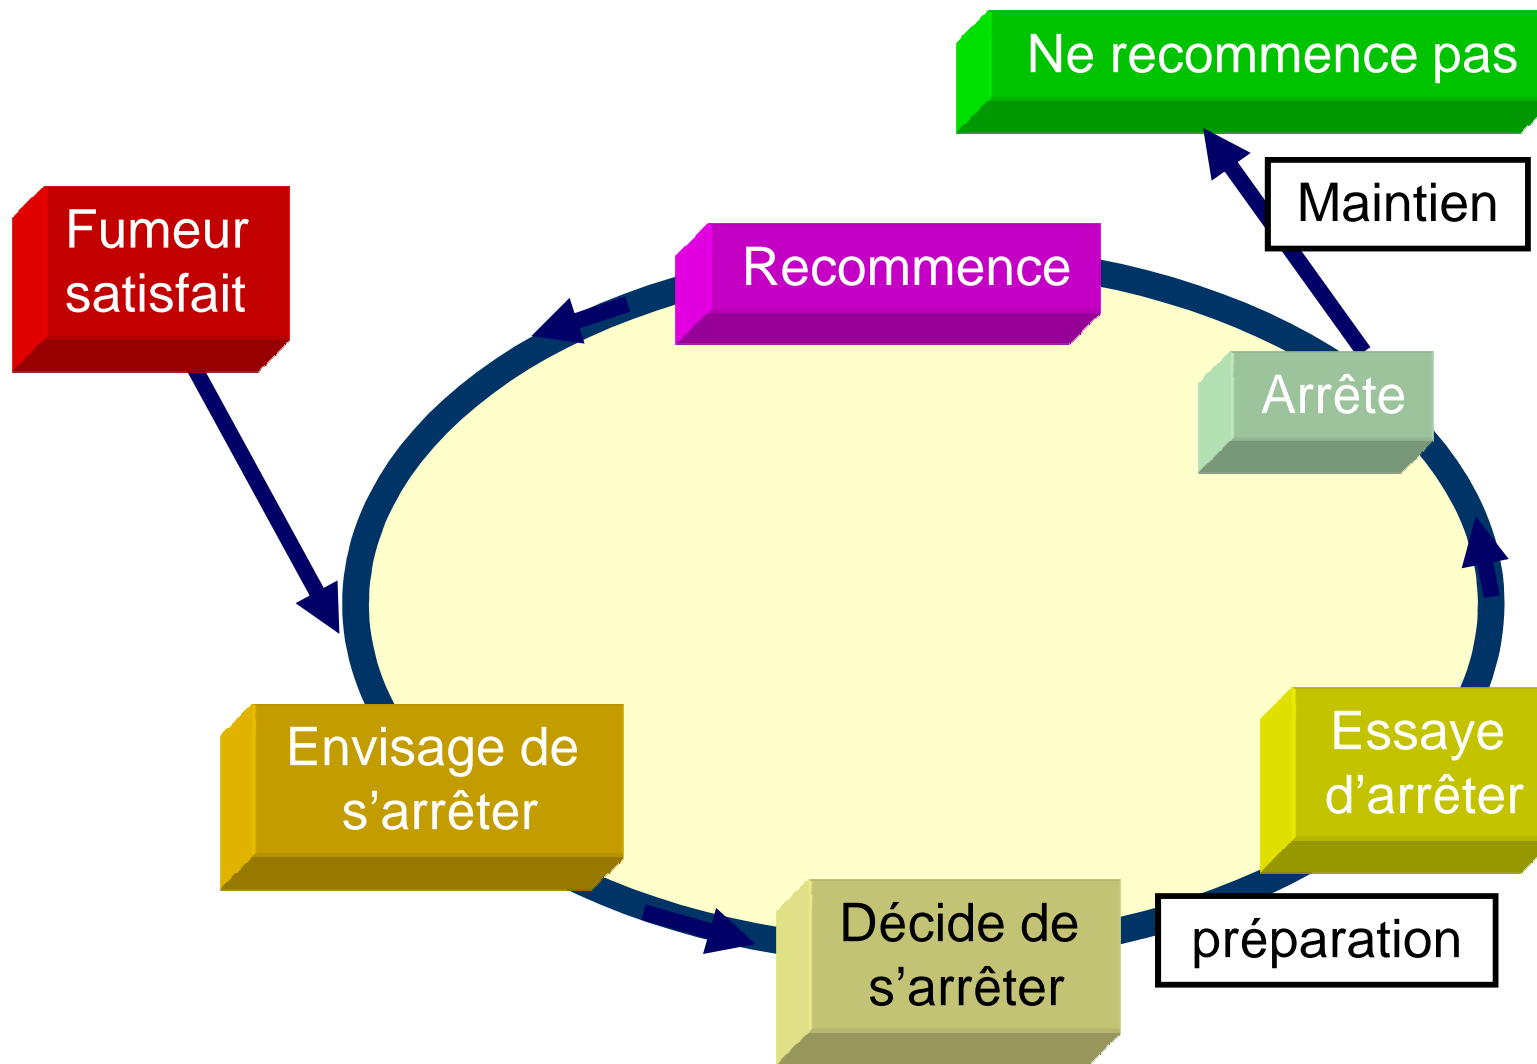 Ne recommence pas
Maintien
Fumeur
satisfait
Recommence
Arrête
Envisage de
s’arrêter
Essaye
d’arrêter
Décide de
s’arrêter
préparation